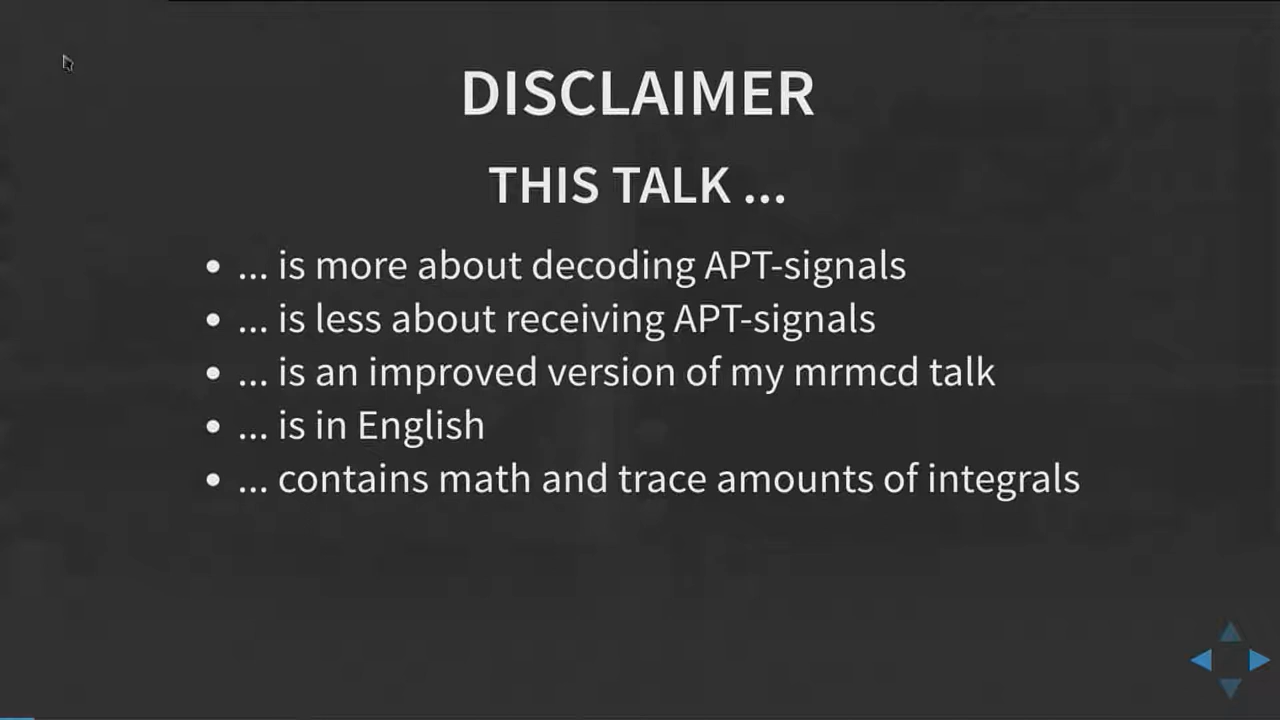 DISCLAIMER
THIS TALK ...
• ... is more about decoding APT-signals
• ... is less about receiving APT-signals
• ... is an improved version of my mrmcd talk
• ... is in English
• ... contains math and trace amounts of integrals